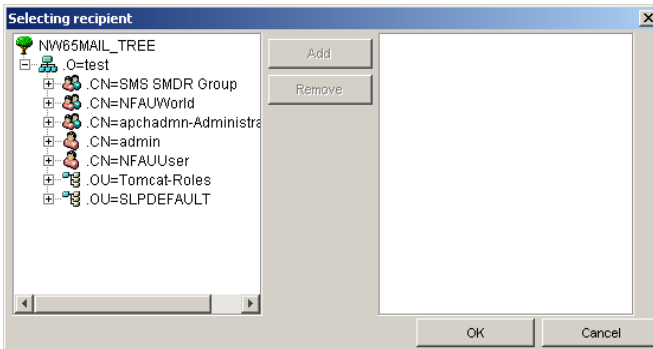 Selecting recipient
NW65MAIL_TREE
.O=test
.CN=SMS SMDR Group
.CN=NFAUWorld
.CN=apchadmn-Administra
.CN=admin
.CN=NFAUUser
.OU=Tomcat-Roles
.OU=SLPDEFAULT
Add
Remove
OK
Cancel